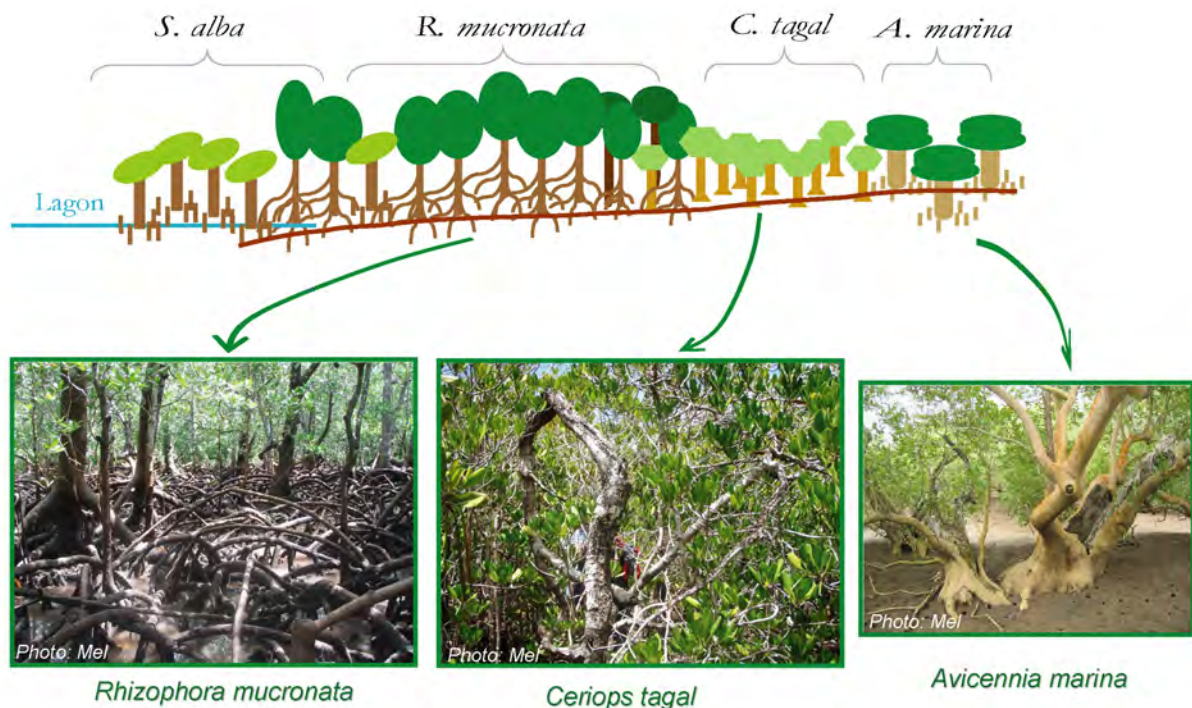 S. alba
R. mucronata
C. tagal
A. marina
Lagon
Photo: Mel
Photo: Mel
Photo: Mel
Rhizophora mucronata
Ceriops tagal
Avicennia marina